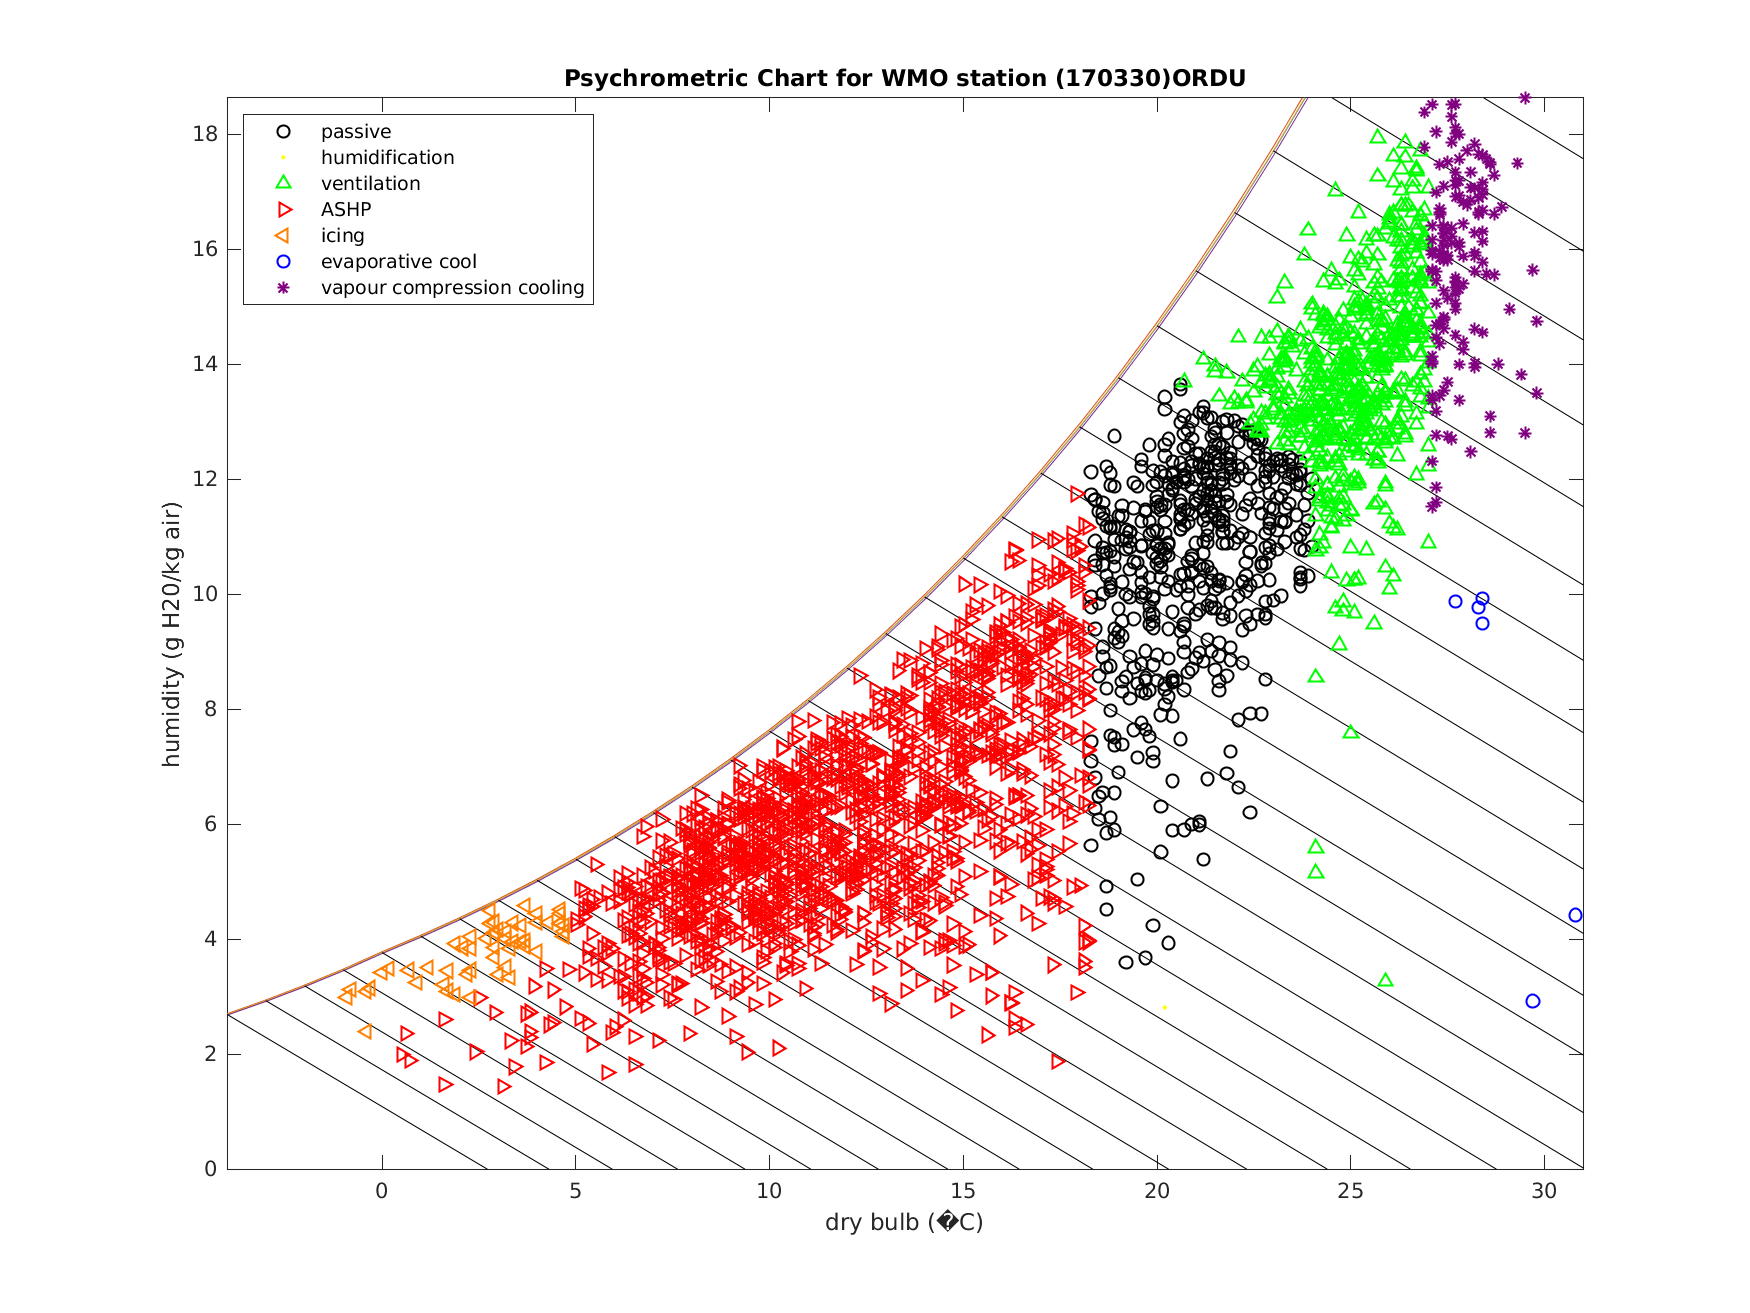 Psychrometric Chart for WMO station (170330)ORDU
passive
humidification
ventilation
ASHP
icing
evaporative cool
vapour compression cooling
humidity (g H20/kg air)
18
16
14
12
10
8
6
4
2
0
0 5 10 15 20 25 30
dry bulb (�C)